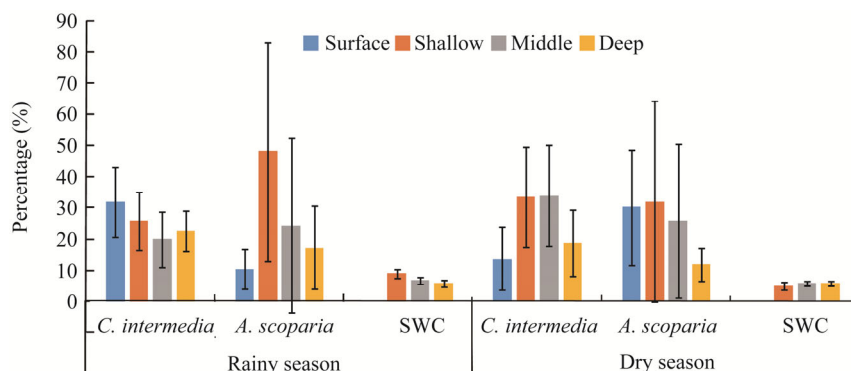 90
Surface Shallow Middle Deep
80
70
60
50
40
30
20
10
0
Percentage (%)
C. intermedia A. scoparia SWC C. intermedia A. scoparia SWC
Rainy season Dry season